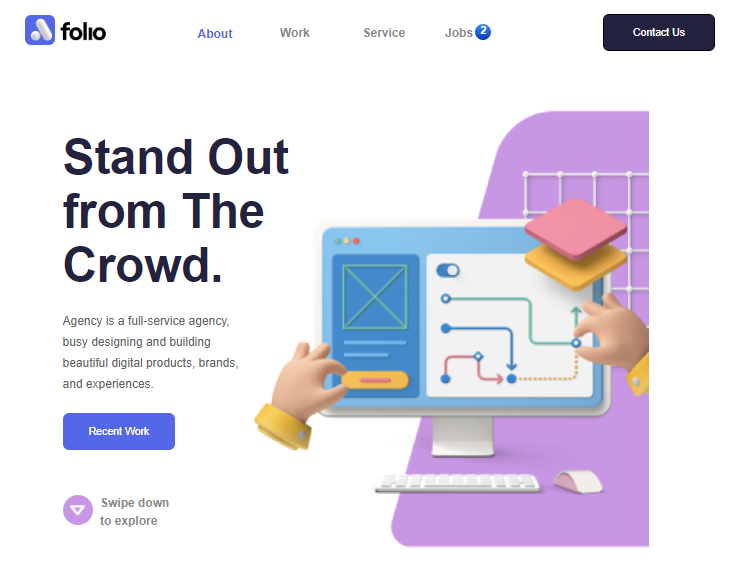 folio
About
Work
Service
Jobs 2
Contact Us
Stand Out
from The
Crowd.
Agency is a full-service agency,
busy designing and building
beautiful digital products, brands,
and experiences.
Recent Work
Swipe down
to explore